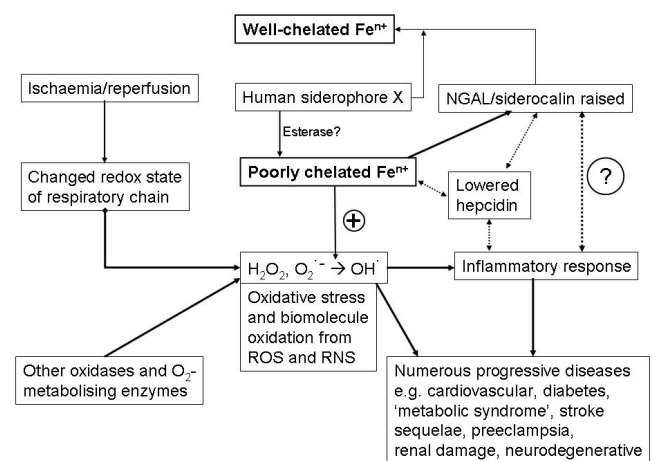 Well-chelated Feⁿ⁺
Ischaemia/reperfusion
Human siderophore X
NGAL/siderocalin raised
Esterase?
Changed redox state
of respiratory chain
Poorly chelated Feⁿ⁺
Lowered
hepcidin
?
+
H₂O₂, O₂˙⁻ → OH˙
Inflammatory response
Oxidative stress
and biomolecule
oxidation from
ROS and RNS
Other oxidases and O₂-
metabolising enzymes
Numerous progressive diseases
e.g. cardiovascular, diabetes,
‘metabolic syndrome’, stroke
sequelae, preeclampsia,
renal damage, neurodegenerative